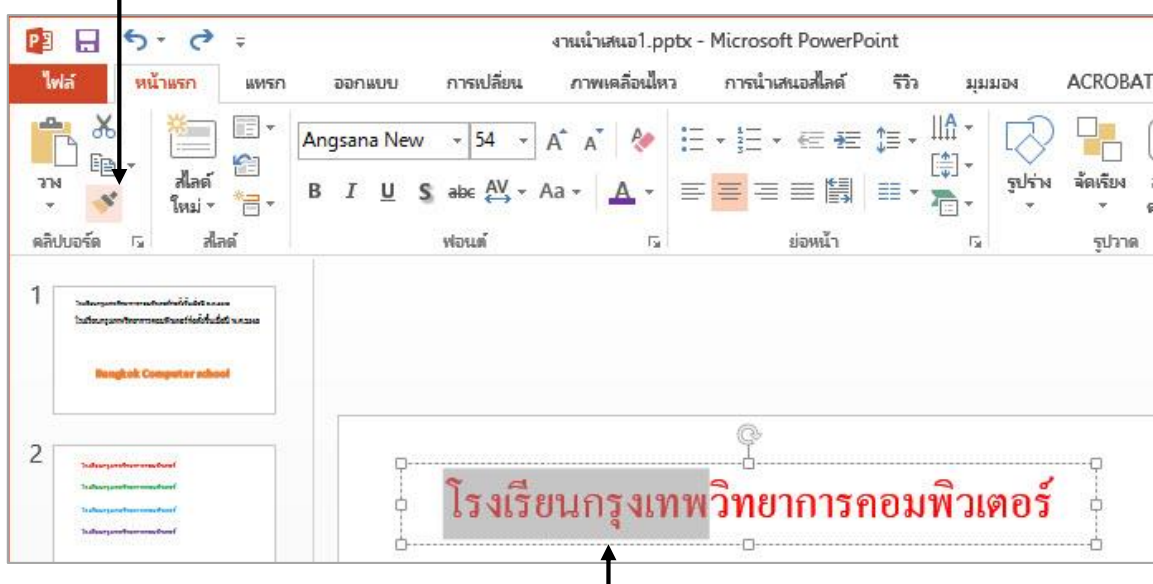 งานนำเสนอ1.pptx - Microsoft PowerPoint
ไฟล์ หน้าแรก แทรก ออกแบบ การเปลี่ยน ภาพเคลื่อนไหว การนำเสนอสไลด์ รีวิว มุมมอง ACROBAT
Angsana New 54
วาง
สไลด์
ใหม่
B I U S abc AV Aa A
รูปร่าง จัดเรียง
คลิปบอร์ด สไลด์ ฟอนต์ ย่อหน้า รูปวาด
1
Bangkok Computer school
2
โรงเรียนกรุงเทพวิทยาการคอมพิวเตอร์